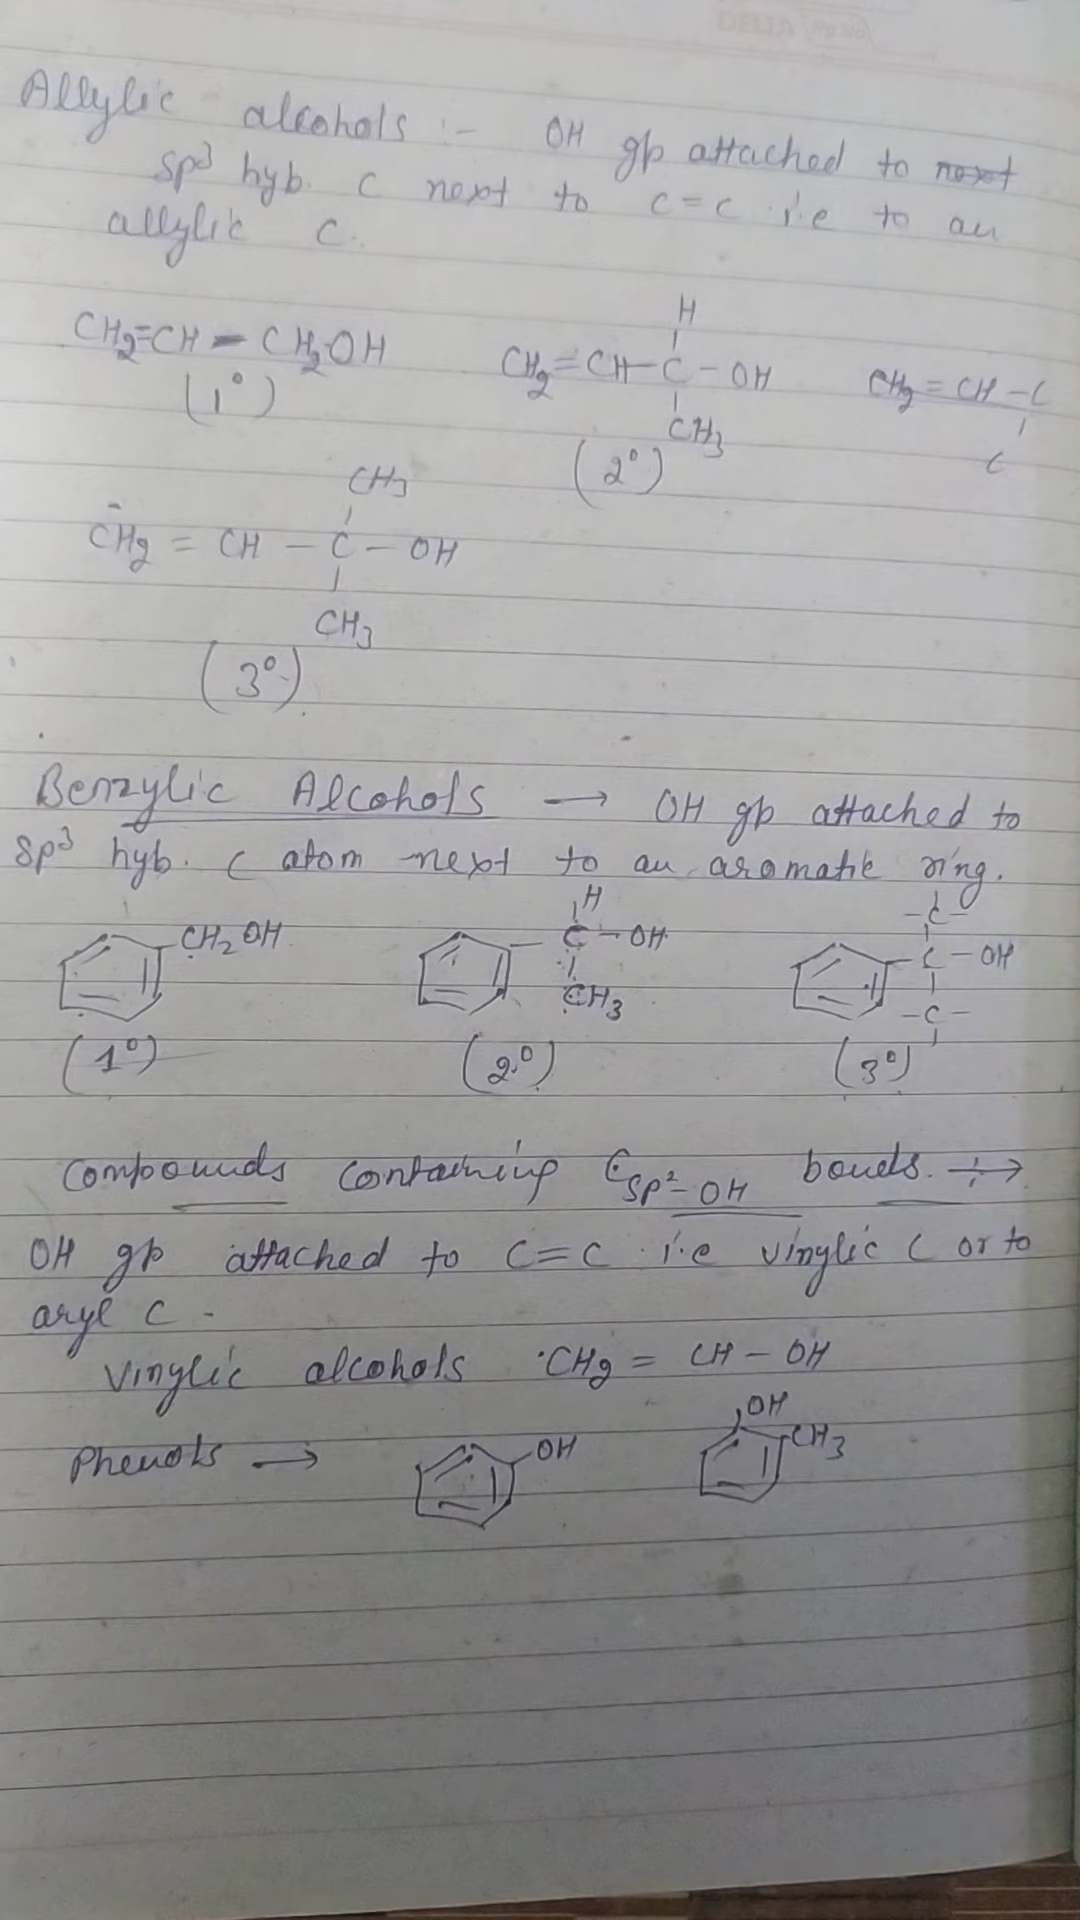 Allylic alcohols :- OH gp attached to next
sp³ hyb. C next to C=C i.e to an
allylic C.
H
CH₂=CH-CH₂OH CH₂=CH-C-OH CH₂=CH-C
(1°) CH₃ C
(2°)
CH₃
CH₂ = CH - C - OH
CH₃
(3°)
Benzylic Alcohols → OH gp attached to
sp³ hyb. C atom next to an aromatic ring.
H -C-
CH₂OH C-OH C-OH
CH₃ -C-
(1°) (2°) (3°)
Compounds containing Csp²-OH bonds. →
OH gp attached to C=C i.e vinylic C or to
aryl C -
Vinylic alcohols CH₂ = CH-OH
OH
Phenols → OH CH₃